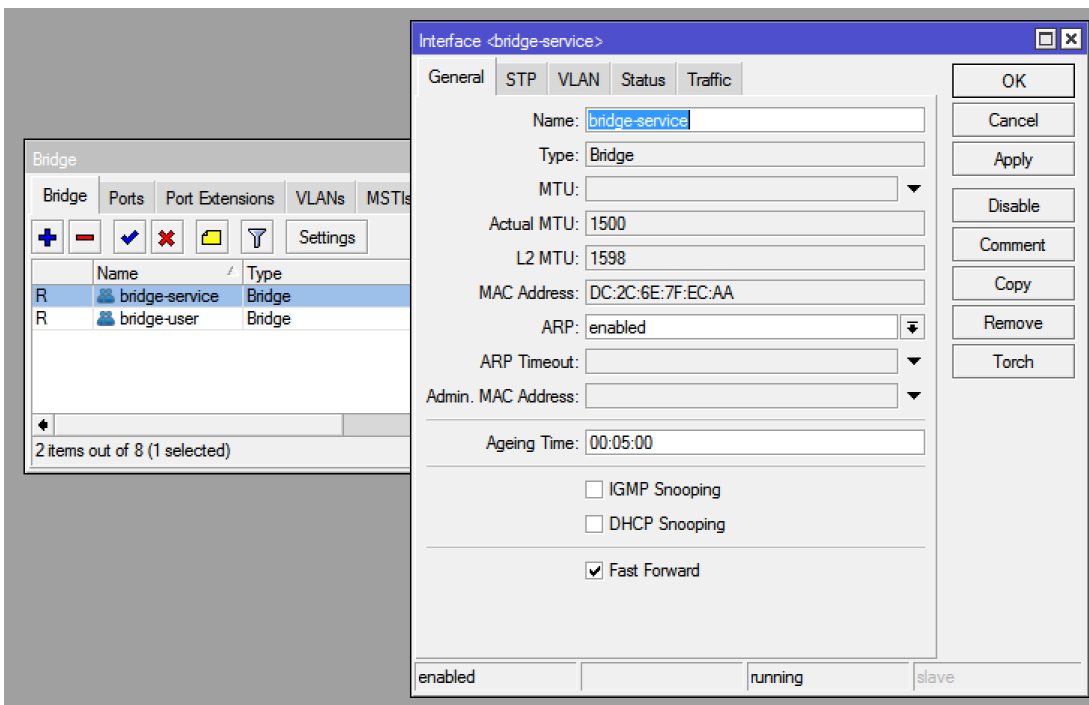 Bridge
Bridge Ports Port Extensions VLANs MSTIs
Settings
Name Type
R bridge-service Bridge
R bridge-user Bridge
2 items out of 8 (1 selected)
Interface <bridge-service>
General STP VLAN Status Traffic
Name: bridge-service
Type: Bridge
MTU:
Actual MTU: 1500
L2 MTU: 1598
MAC Address: DC:2C:6E:7F:EC:AA
ARP: enabled
ARP Timeout:
Admin. MAC Address:
Ageing Time: 00:05:00
IGMP Snooping
DHCP Snooping
Fast Forward
OK
Cancel
Apply
Disable
Comment
Copy
Remove
Torch
enabled running slave